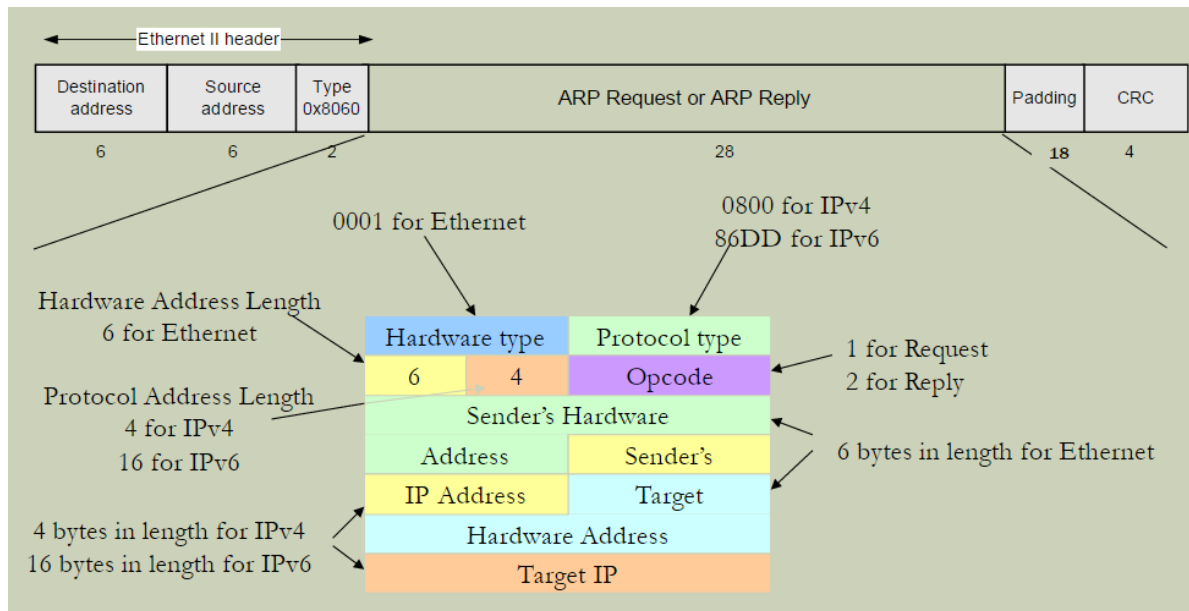 Ethernet II header
Destination
address
Source
address
Type
0x8060
ARP Request or ARP Reply
Padding
CRC
6
6
2
28
18
4
0001 for Ethernet
0800 for IPv4
86DD for IPv6
Hardware Address Length
6 for Ethernet
Hardware type
Protocol type
6
4
Opcode
1 for Request
2 for Reply
Protocol Address Length
4 for IPv4
16 for IPv6
Sender's Hardware
Address
Sender's
6 bytes in length for Ethernet
IP Address
Target
4 bytes in length for IPv4
16 bytes in length for IPv6
Hardware Address
Target IP